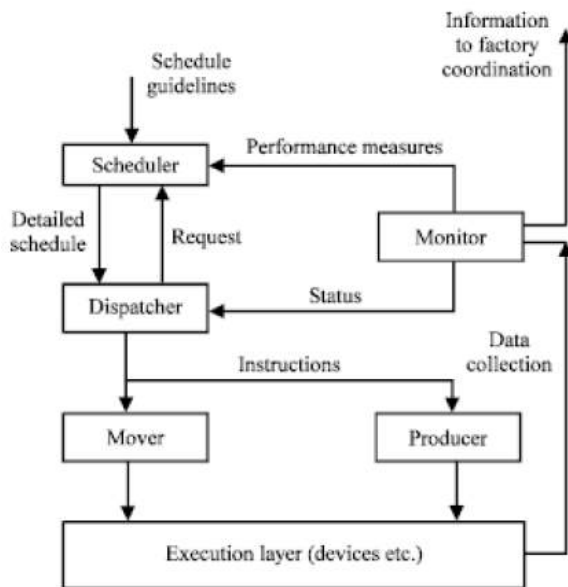 Information
to factory
coordination
Schedule
guidelines
Performance measures
Scheduler
Detailed
schedule
Request
Monitor
Dispatcher
Status
Data
collection
Instructions
Mover
Producer
Execution layer (devices etc.)